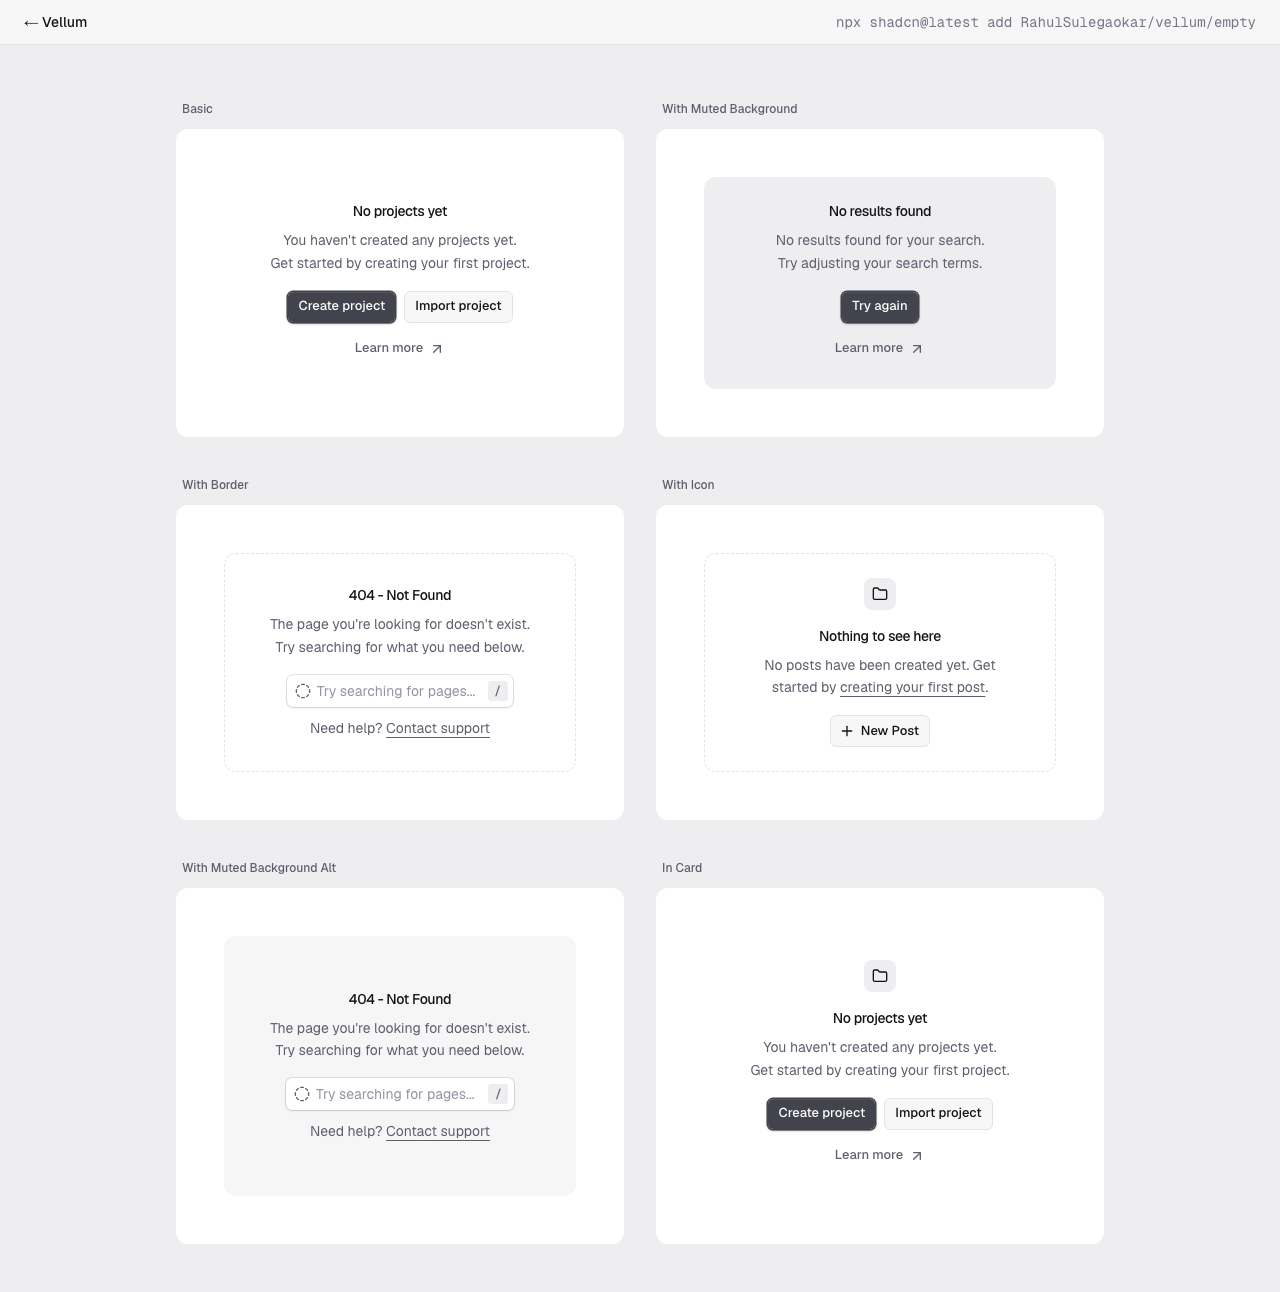 ← Vellum
npx shadcn@latest add RahulSulegaokar/vellum/empty
Basic
No projects yet
You haven't created any projects yet.
Get started by creating your first project.
Create project
Import project
Learn more
With Muted Background
No results found
No results found for your search.
Try adjusting your search terms.
Try again
Learn more
With Border
404 - Not Found
The page you're looking for doesn't exist.
Try searching for what you need below.
Try searching for pages... /
Need help? Contact support
With Icon
Nothing to see here
No posts have been created yet. Get
started by creating your first post.
New Post
With Muted Background Alt
404 - Not Found
The page you're looking for doesn't exist.
Try searching for what you need below.
Try searching for pages... /
Need help? Contact support
In Card
No projects yet
You haven't created any projects yet.
Get started by creating your first project.
Create project
Import project
Learn more